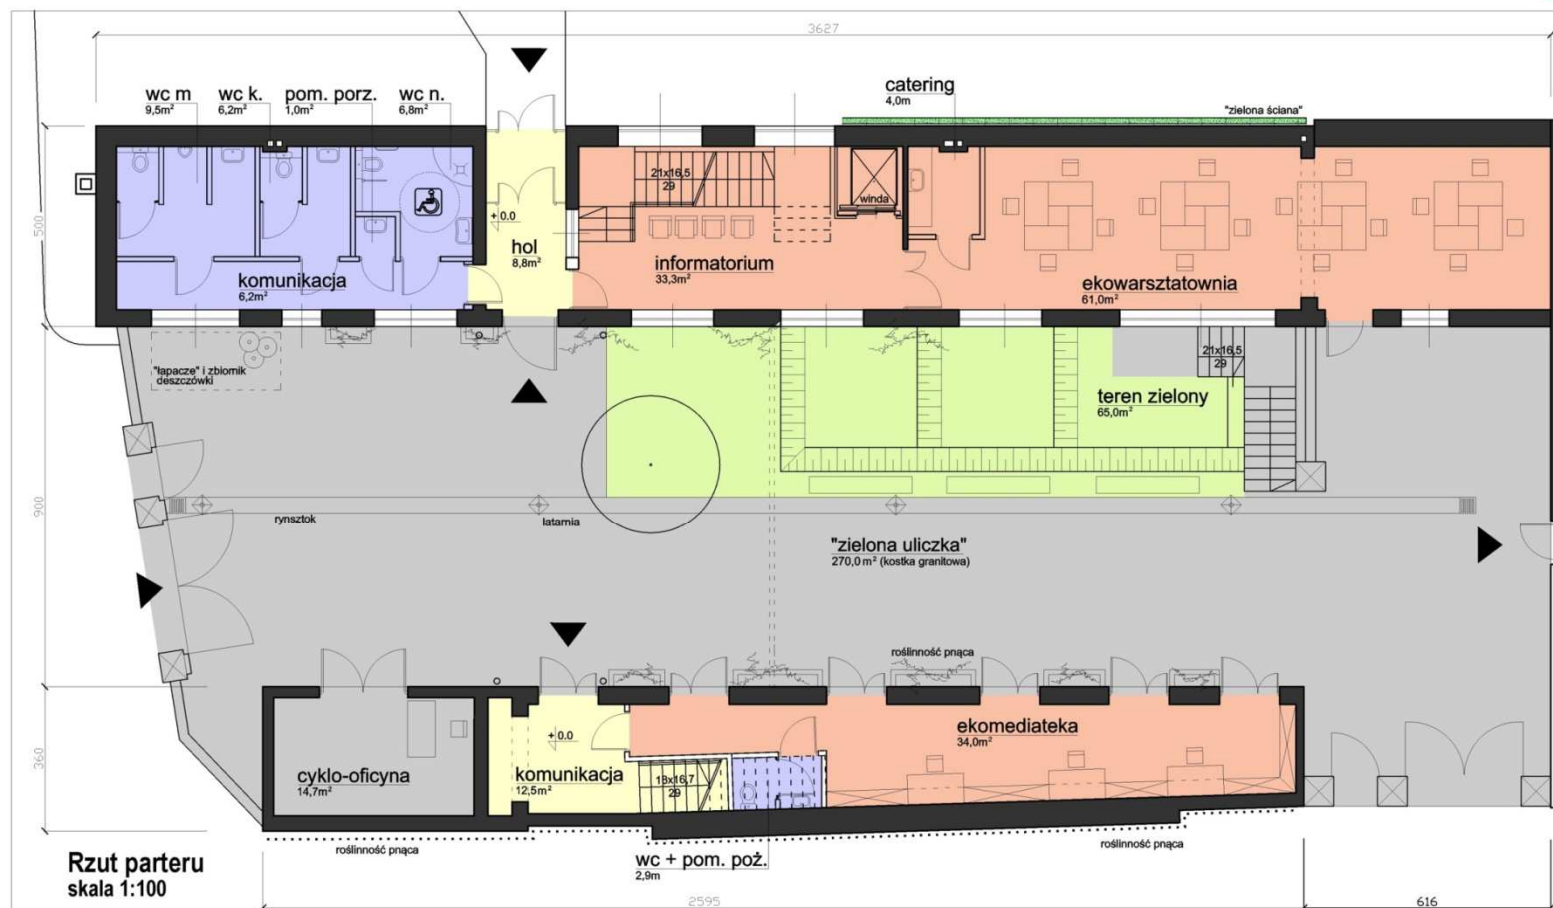 3627
wc m
9,5m²
wc k.
6,2m²
pom. porz.
1,0m²
wc n.
6,8m²
catering
4,0m
"zielona ściana"
500
21x16,5
29
winda
+ 0.0
hol
8,8m²
informatorium
33,3m²
komunikacja
6,2m²
ekowarsztatownia
61,0m²
"łapacze" i zbiornik
deszczówki
21x16,5
29
teren zielony
65,0m²
900
rynsztok
latarnia
"zielona uliczka"
270,0 m² (kostka granitowa)
roślinność pnąca
360
cyklo-oficyna
14,7m²
+ 0.0
komunikacja
12,5m²
18x16,7
29
ekomediateka
34,0m²
roślinność pnąca
roślinność pnąca
wc + pom. poż.
2,9m
Rzut parteru
skala 1:100
2595
616